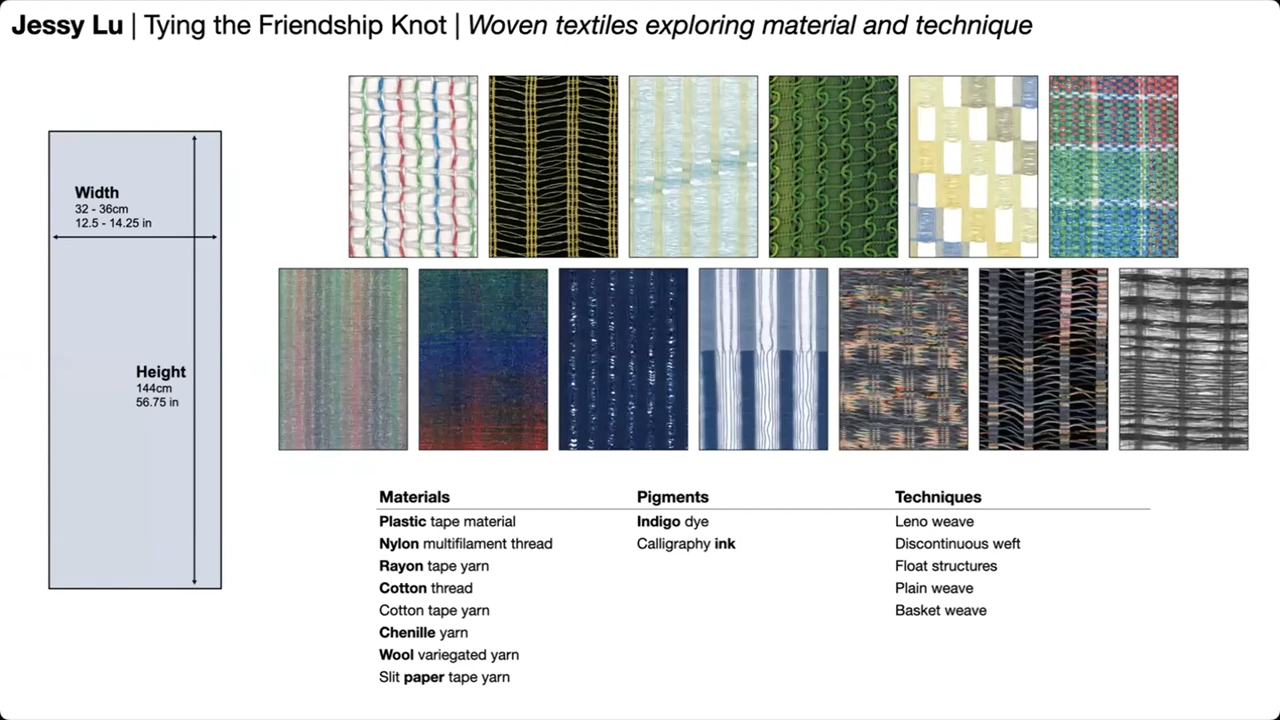 Jessy Lu | Tying the Friendship Knot | Woven textiles exploring material and technique
Width
32 - 36cm
12.5 - 14.25 in
Height
144cm
56.75 in
Materials
Plastic tape material
Nylon multifilament thread
Rayon tape yarn
Cotton thread
Cotton tape yarn
Chenille yarn
Wool variegated yarn
Slit paper tape yarn
Pigments
Indigo dye
Calligraphy ink
Techniques
Leno weave
Discontinuous weft
Float structures
Plain weave
Basket weave